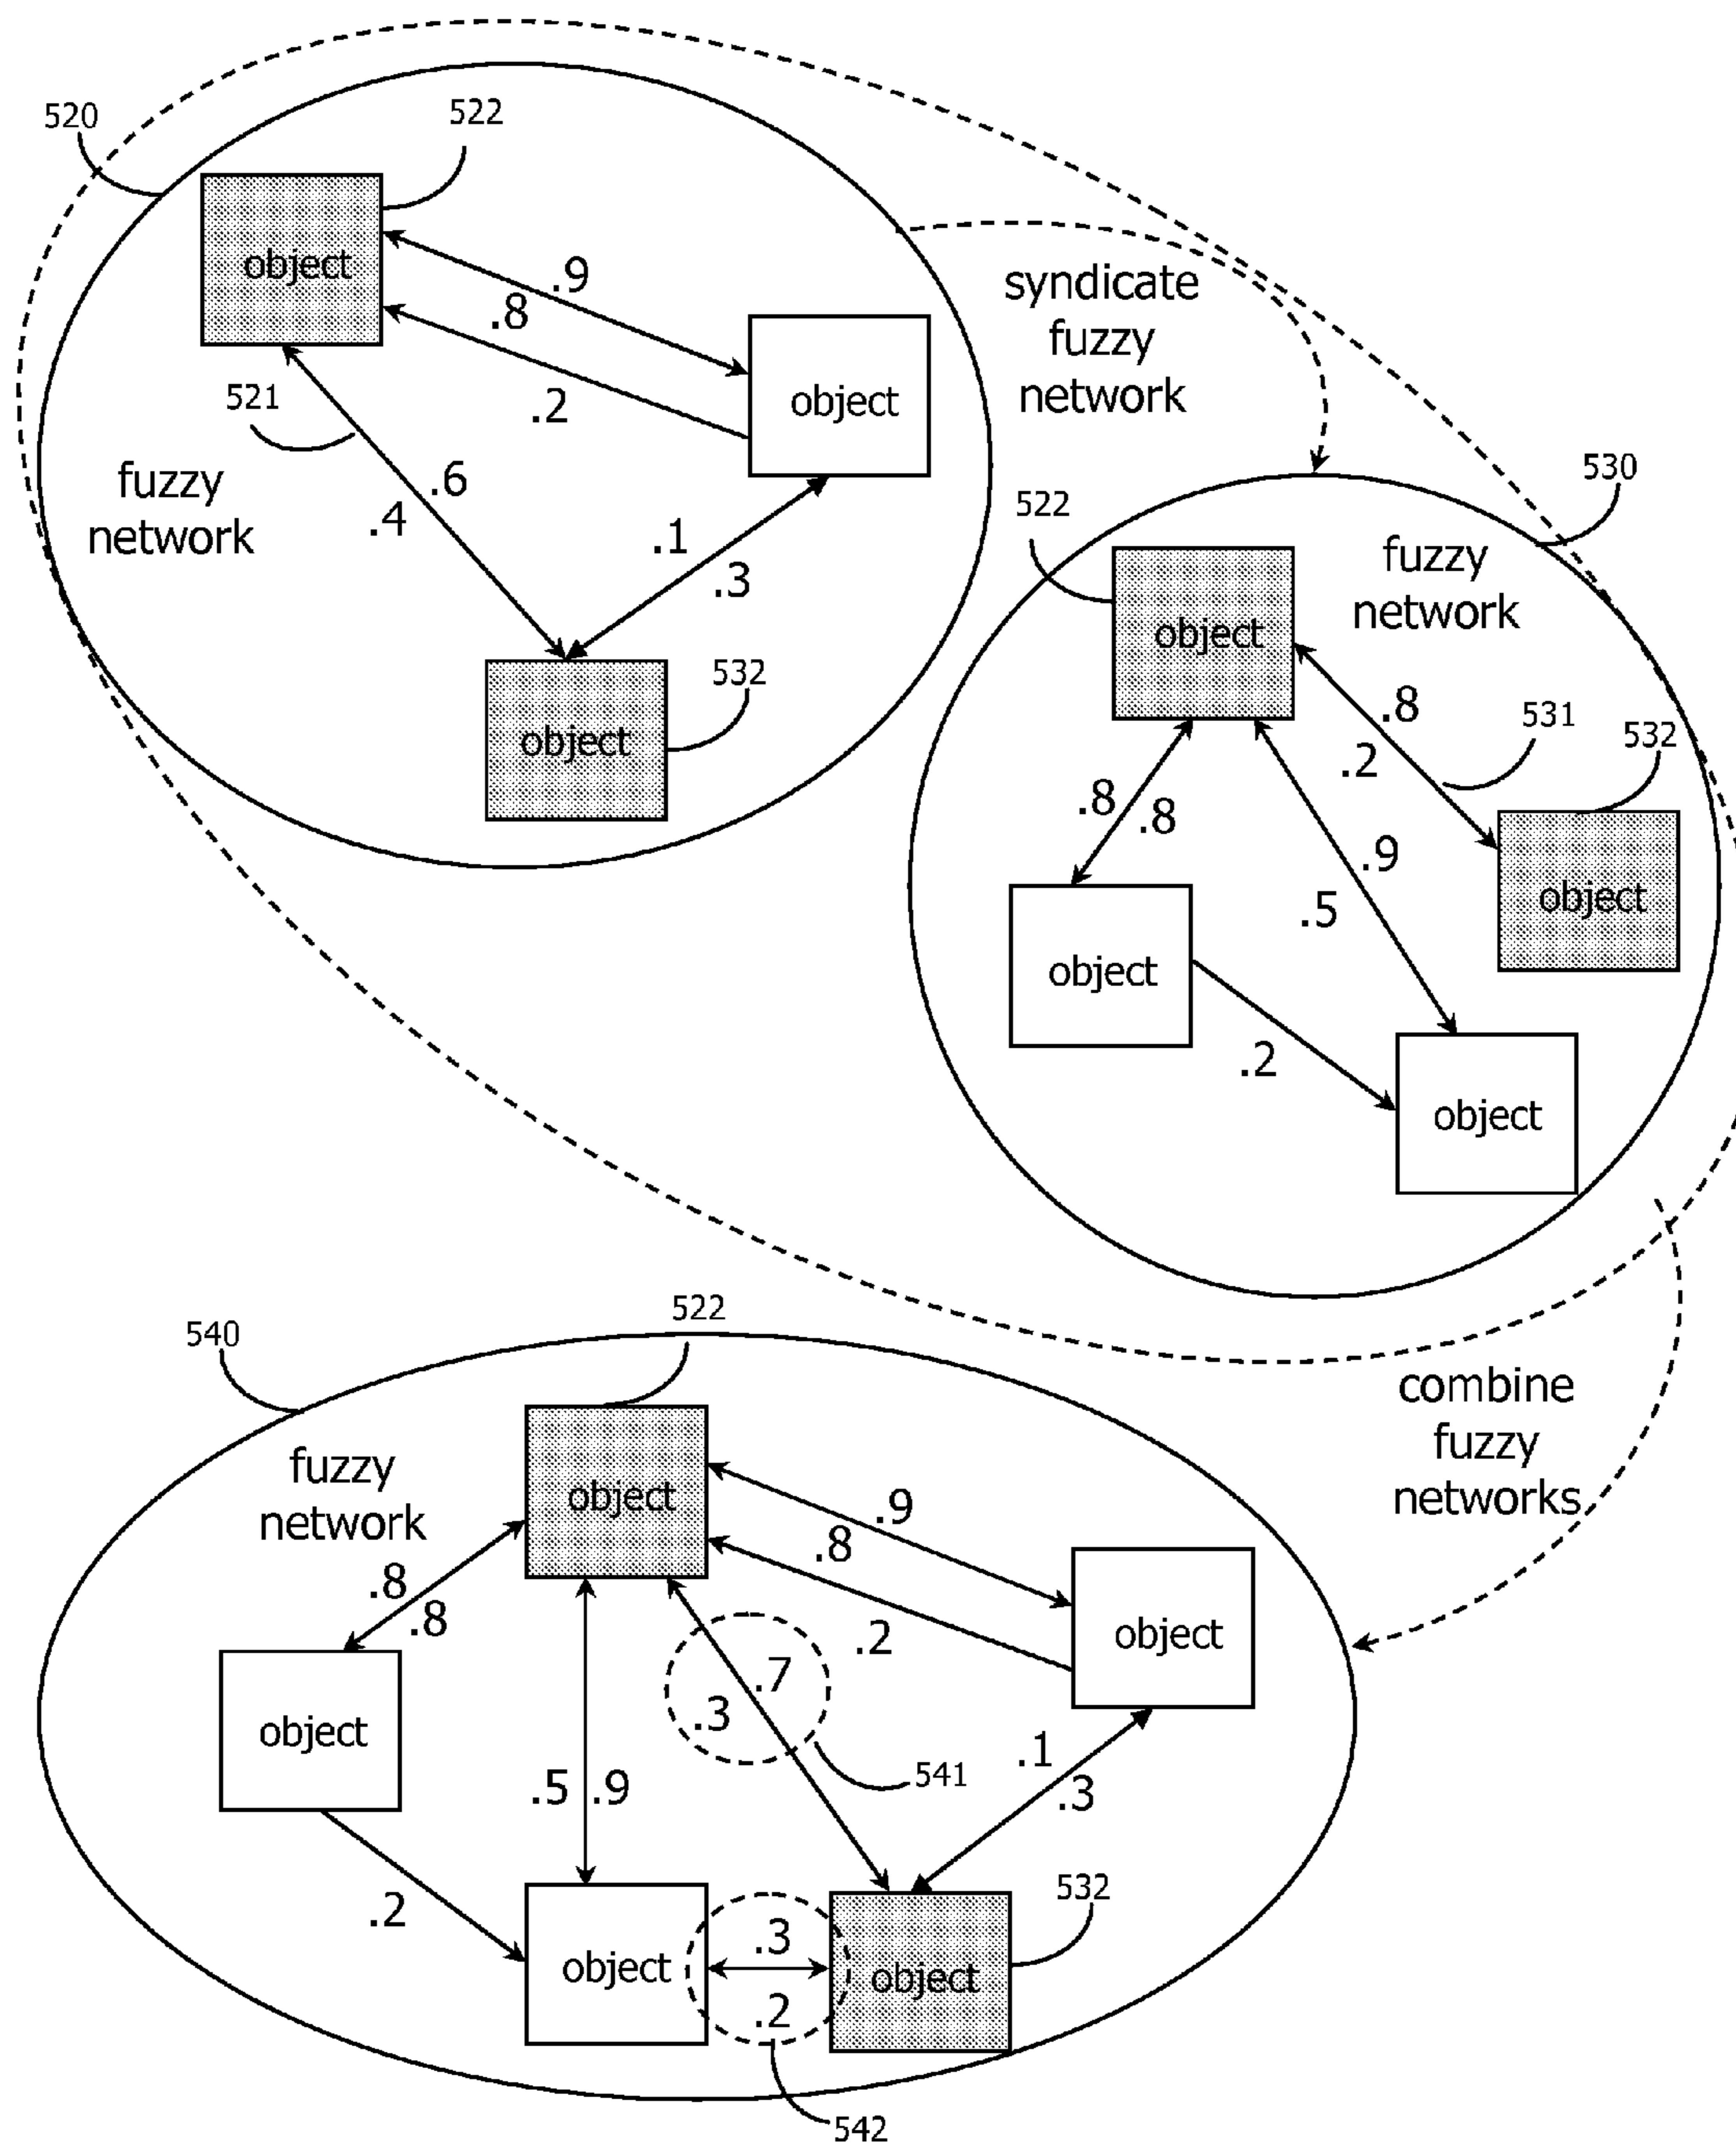 520
522
object
.9
.8
object
.2
521
fuzzy
network
.6
.4
.1
.3
532
object
syndicate
fuzzy
network
530
522
fuzzy
network
object
.8
531
532
.2
.8
.8
.9
object
.5
object
.2
object
540
522
combine
fuzzy
networks
fuzzy
network
object
.9
.8
.8
.8
.2
object
.7
.3
object
541
.1
.3
.5
.9
532
.2
.3
object
object
.2
542